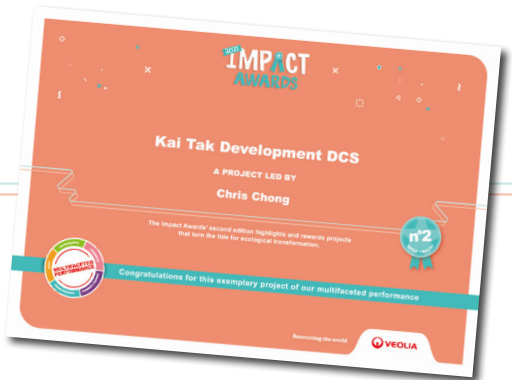 2021
IMPACT
AWARDS
Kai Tak Development DCS
A PROJECT LED BY
Chris Chong
The Impact Awards' second edition highlights and rewards projects
that turn the tide for ecological transformation.
n°2
MULTIFACETED
PERFORMANCE
Congratulations for this exemplary project of our multifaceted performance
Resourcing the world
VEOLIA